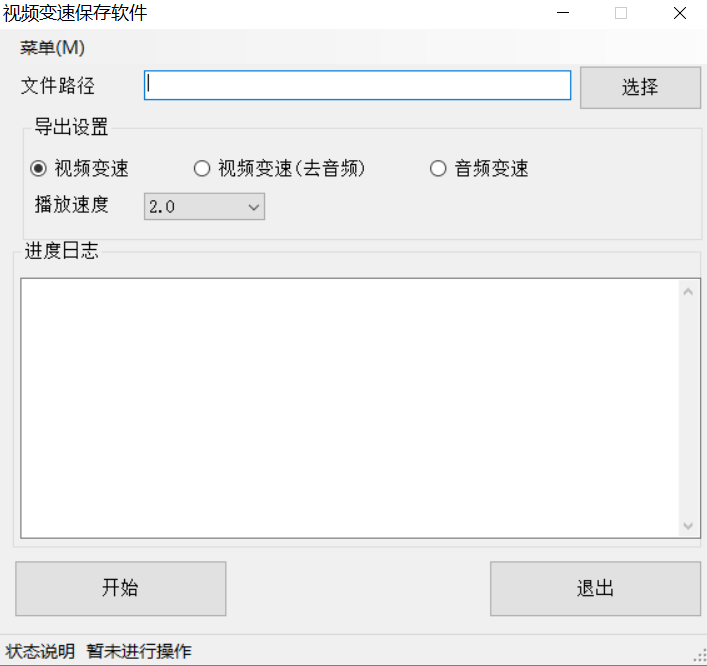 视频变速保存软件
菜单(M)
文件路径 选择
导出设置
视频变速 视频变速(去音频) 音频变速
播放速度 2.0
进度日志
开始 退出
状态说明 暂未进行操作